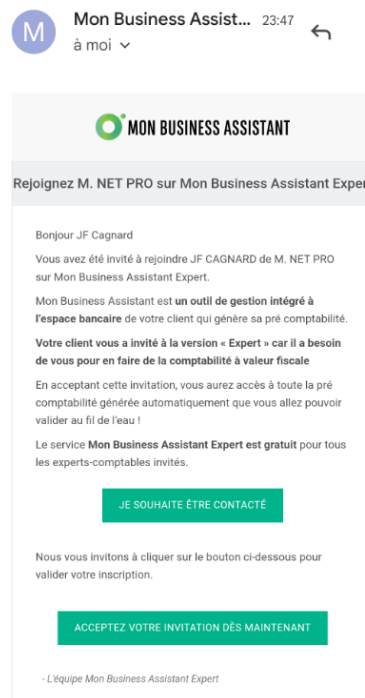 M
Mon Business Assist... 23:47
à moi
MON BUSINESS ASSISTANT
Rejoignez M. NET PRO sur Mon Business Assistant Exper
Bonjour JF Cagnard
Vous avez été invité à rejoindre JF CAGNARD de M. NET PRO
sur Mon Business Assistant Expert.
Mon Business Assistant est un outil de gestion intégré à
l'espace bancaire de votre client qui génère sa pré comptabilité.
Votre client vous a invité à la version « Expert » car il a besoin
de vous pour en faire de la comptabilité à valeur fiscale
En acceptant cette invitation, vous aurez accès à toute la pré
comptabilité générée automatiquement que vous allez pouvoir
valider au fil de l'eau !
Le service Mon Business Assistant Expert est gratuit pour tous
les experts-comptables invités.
JE SOUHAITE ÊTRE CONTACTÉ
Nous vous invitons à cliquer sur le bouton ci-dessous pour
valider votre inscription.
ACCEPTEZ VOTRE INVITATION DÈS MAINTENANT
- L'équipe Mon Business Assistant Expert